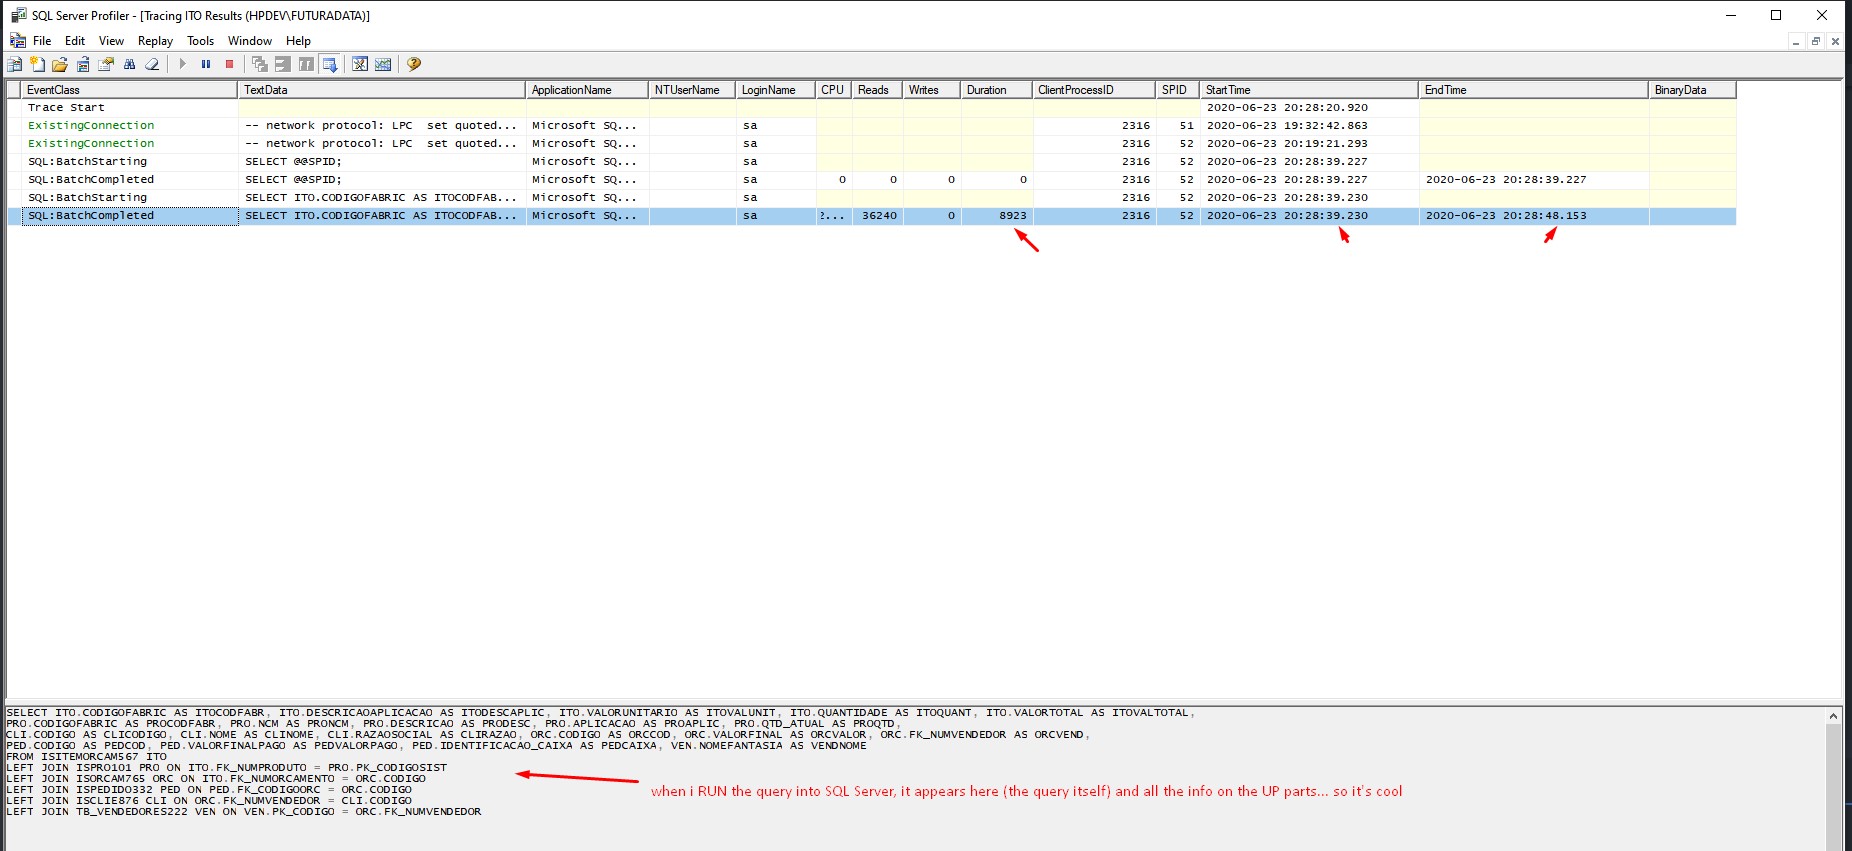 SQL Server Profiler - [Tracing ITO Results (HPDEV\FUTURADATA)]
File Edit View Replay Tools Window Help
EventClass TextData ApplicationName NTUserName LoginName CPU Reads Writes Duration ClientProcessID SPID StartTime EndTime BinaryData
Trace Start 2020-06-23 20:28:20.920
ExistingConnection -- network protocol: LPC set quoted... Microsoft SQ... sa 2316 51 2020-06-23 19:32:42.863
ExistingConnection -- network protocol: LPC set quoted... Microsoft SQ... sa 2316 52 2020-06-23 20:19:21.293
SQL:BatchStarting SELECT @@SPID; Microsoft SQ... sa 2316 52 2020-06-23 20:28:39.227
SQL:BatchCompleted SELECT @@SPID; Microsoft SQ... sa 0 0 0 0 2316 52 2020-06-23 20:28:39.227 2020-06-23 20:28:39.227
SQL:BatchStarting SELECT ITO.CODIGOFABRIC AS ITOCODFAB... Microsoft SQ... sa 2316 52 2020-06-23 20:28:39.230
SQL:BatchCompleted SELECT ITO.CODIGOFABRIC AS ITOCODFAB... Microsoft SQ... sa 2... 36240 0 8923 2316 52 2020-06-23 20:28:39.230 2020-06-23 20:28:48.153
SELECT ITO.CODIGOFABRIC AS ITOCODFABR, ITO.DESCRICAOAPLICACAO AS ITODESCAPLIC, ITO.VALORUNITARIO AS ITOVALUNIT, ITO.QUANTIDADE AS ITOQUANT, ITO.VALORTOTAL AS ITOVALTOTAL,
PRO.CODIGOFABRIC AS PROCODFABR, PRO.NCM AS PRONCM, PRO.DESCRICAO AS PRODESC, PRO.APLICACAO AS PROAPLIC, PRO.QTD_ATUAL AS PROQTD,
CLI.CODIGO AS CLICODIGO, CLI.NOME AS CLINOME, CLI.RAZAOSOCIAL AS CLIRAZAO, ORC.CODIGO AS ORCCOD, ORC.VALORFINAL AS ORCVALOR, ORC.FK_NUMVENDEDOR AS ORCVEND,
PED.CODIGO AS PEDCOD, PED.VALORFINALPAGO AS PEDVALORPAGO, PED.IDENTIFICACAO_CAIXA AS PEDCAIXA, VEN.NOMEFANTASIA AS VENDNOME
FROM ISITEMORCAM567 ITO
LEFT JOIN ISPRO101 PRO ON ITO.FK_NUMPRODUTO = PRO.PK_CODIGOSIST
LEFT JOIN ISORCAM765 ORC ON ITO.FK_NUMORCAMENTO = ORC.CODIGO
LEFT JOIN ISPEDIDO332 PED ON PED.FK_CODIGOORC = ORC.CODIGO
LEFT JOIN ISCLIE876 CLI ON ORC.FK_NUMVENDEDOR = CLI.CODIGO
LEFT JOIN TB_VENDEDORES222 VEN ON VEN.PK_CODIGO = ORC.FK_NUMVENDEDOR
when i RUN the query into SQL Server, it appears here (the query itself) and all the info on the UP parts... so it's cool